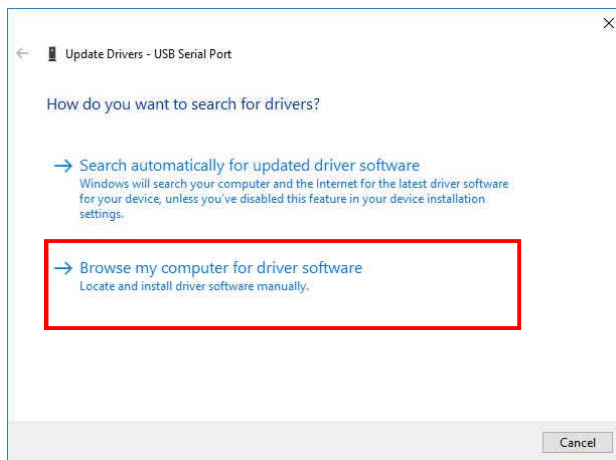 Update Drivers - USB Serial Port
How do you want to search for drivers?
Search automatically for updated driver software
Windows will search your computer and the Internet for the latest driver software
for your device, unless you've disabled this feature in your device installation
settings.
Browse my computer for driver software
Locate and install driver software manually.
Cancel